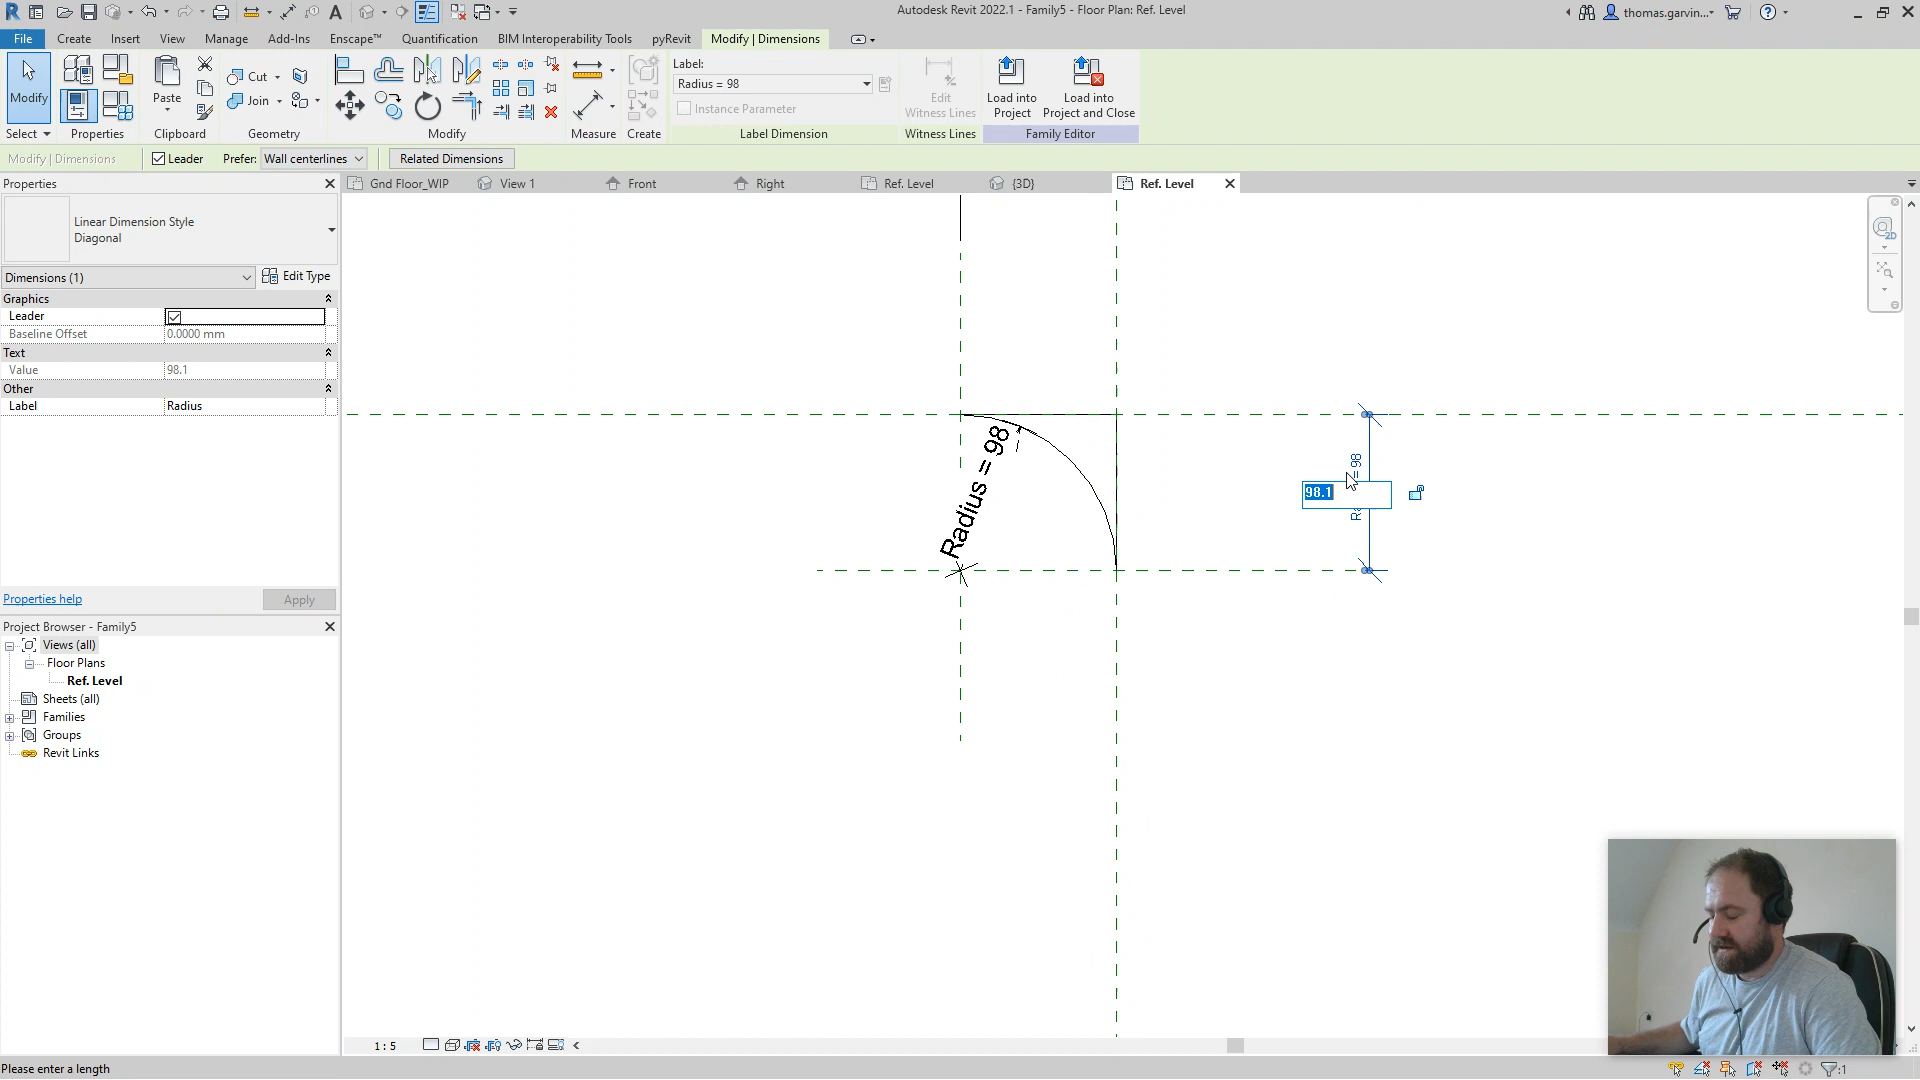 Autodesk Revit 2022.1 - Family5 - Floor Plan: Ref. Level
thomas.garvin...
File Create Insert View Manage Add-Ins Enscape™ Quantification BIM Interoperability Tools pyRevit Modify | Dimensions
Modify
Paste
Cut
Join
Label:
Radius = 98
Instance Parameter
Edit
Witness Lines
Load into
Project
Load into
Project and Close
Select Properties Clipboard Geometry Modify Measure Create Label Dimension Witness Lines Family Editor
Modify | Dimensions Leader Prefer: Wall centerlines Related Dimensions
Properties
Gnd Floor_WIP View 1 Front Right Ref. Level {3D} Ref. Level
Linear Dimension Style
Diagonal
Dimensions (1) Edit Type
Graphics
Leader
Baseline Offset 0.0000 mm
Text
Value 98.1
Other
Label Radius
Radius = 98
= 98
98.1
Properties help Apply
Project Browser - Family5
Views (all)
Floor Plans
Ref. Level
Sheets (all)
Families
Groups
Revit Links
1 : 5
Please enter a length
:1
2D